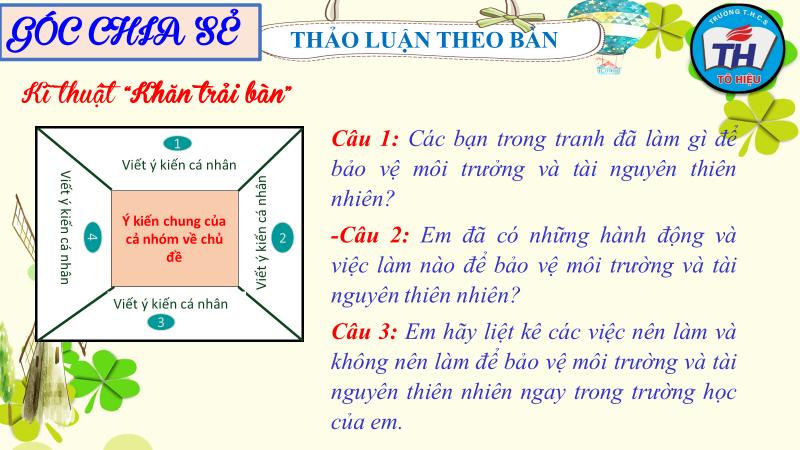 GÓC CHIA SẺ
THẢO LUẬN THEO BÀN
TRƯỜNG T.H.C.S
TH
TÔ HIỆU
Kĩ thuật “Khăn trải bàn”
1
Viết ý kiến cá nhân
Viết ý kiến cá nhân
4
Ý kiến chung của
cả nhóm về chủ
đề
Viết ý kiến cá nhân
2
Viết ý kiến cá nhân
3
Câu 1: Các bạn trong tranh đã làm gì để
bảo vệ môi trưởng và tài nguyên thiên
nhiên?
-Câu 2: Em đã có những hành động và
việc làm nào để bảo vệ môi trường và tài
nguyên thiên nhiên?
Câu 3: Em hãy liệt kê các việc nên làm và
không nên làm để bảo vệ môi trường và tài
nguyên thiên nhiên ngay trong trường học
của em.